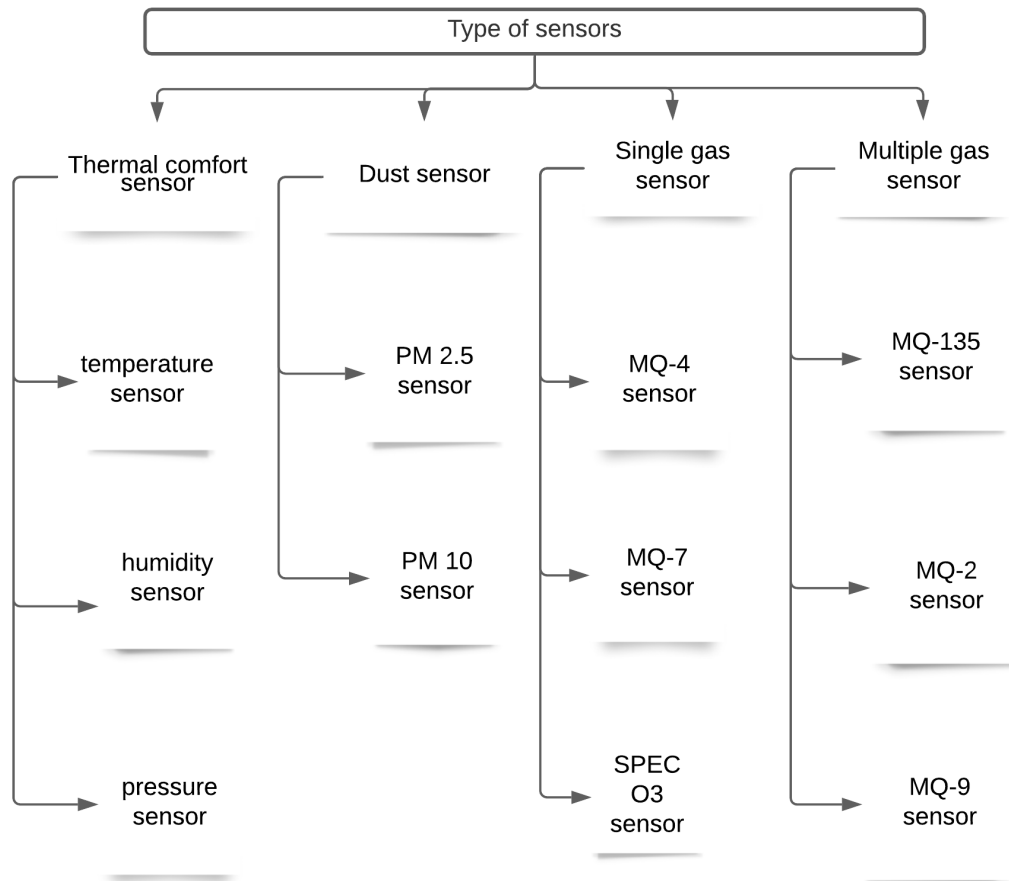 Type of sensors
Thermal comfort
sensor
Dust sensor
Single gas
sensor
Multiple gas
sensor
temperature
sensor
PM 2.5
sensor
MQ-4
sensor
MQ-135
sensor
humidity
sensor
PM 10
sensor
MQ-7
sensor
MQ-2
sensor
pressure
sensor
SPEC
O3
sensor
MQ-9
sensor